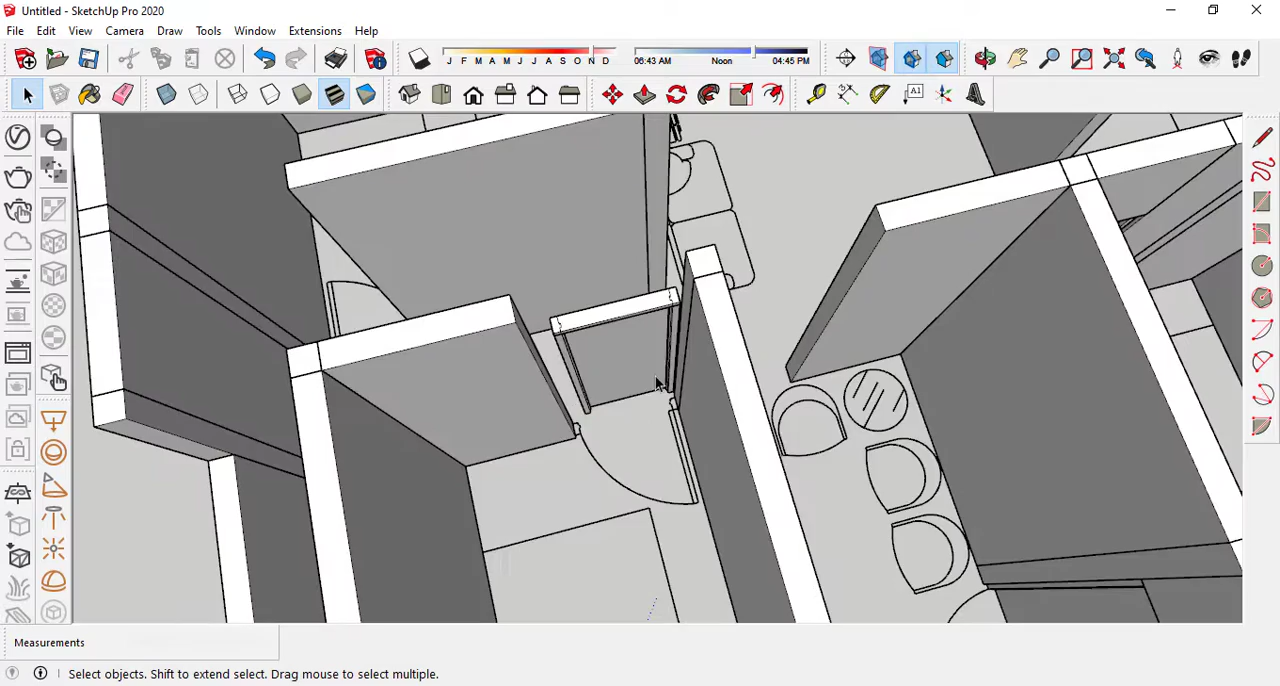 Untitled - SketchUp Pro 2020
File Edit View Camera Draw Tools Window Extensions Help
J F M A M J J A S O N D
06:43 AM Noon 04:45 PM
A1
Measurements
Select objects. Shift to extend select. Drag mouse to select multiple.